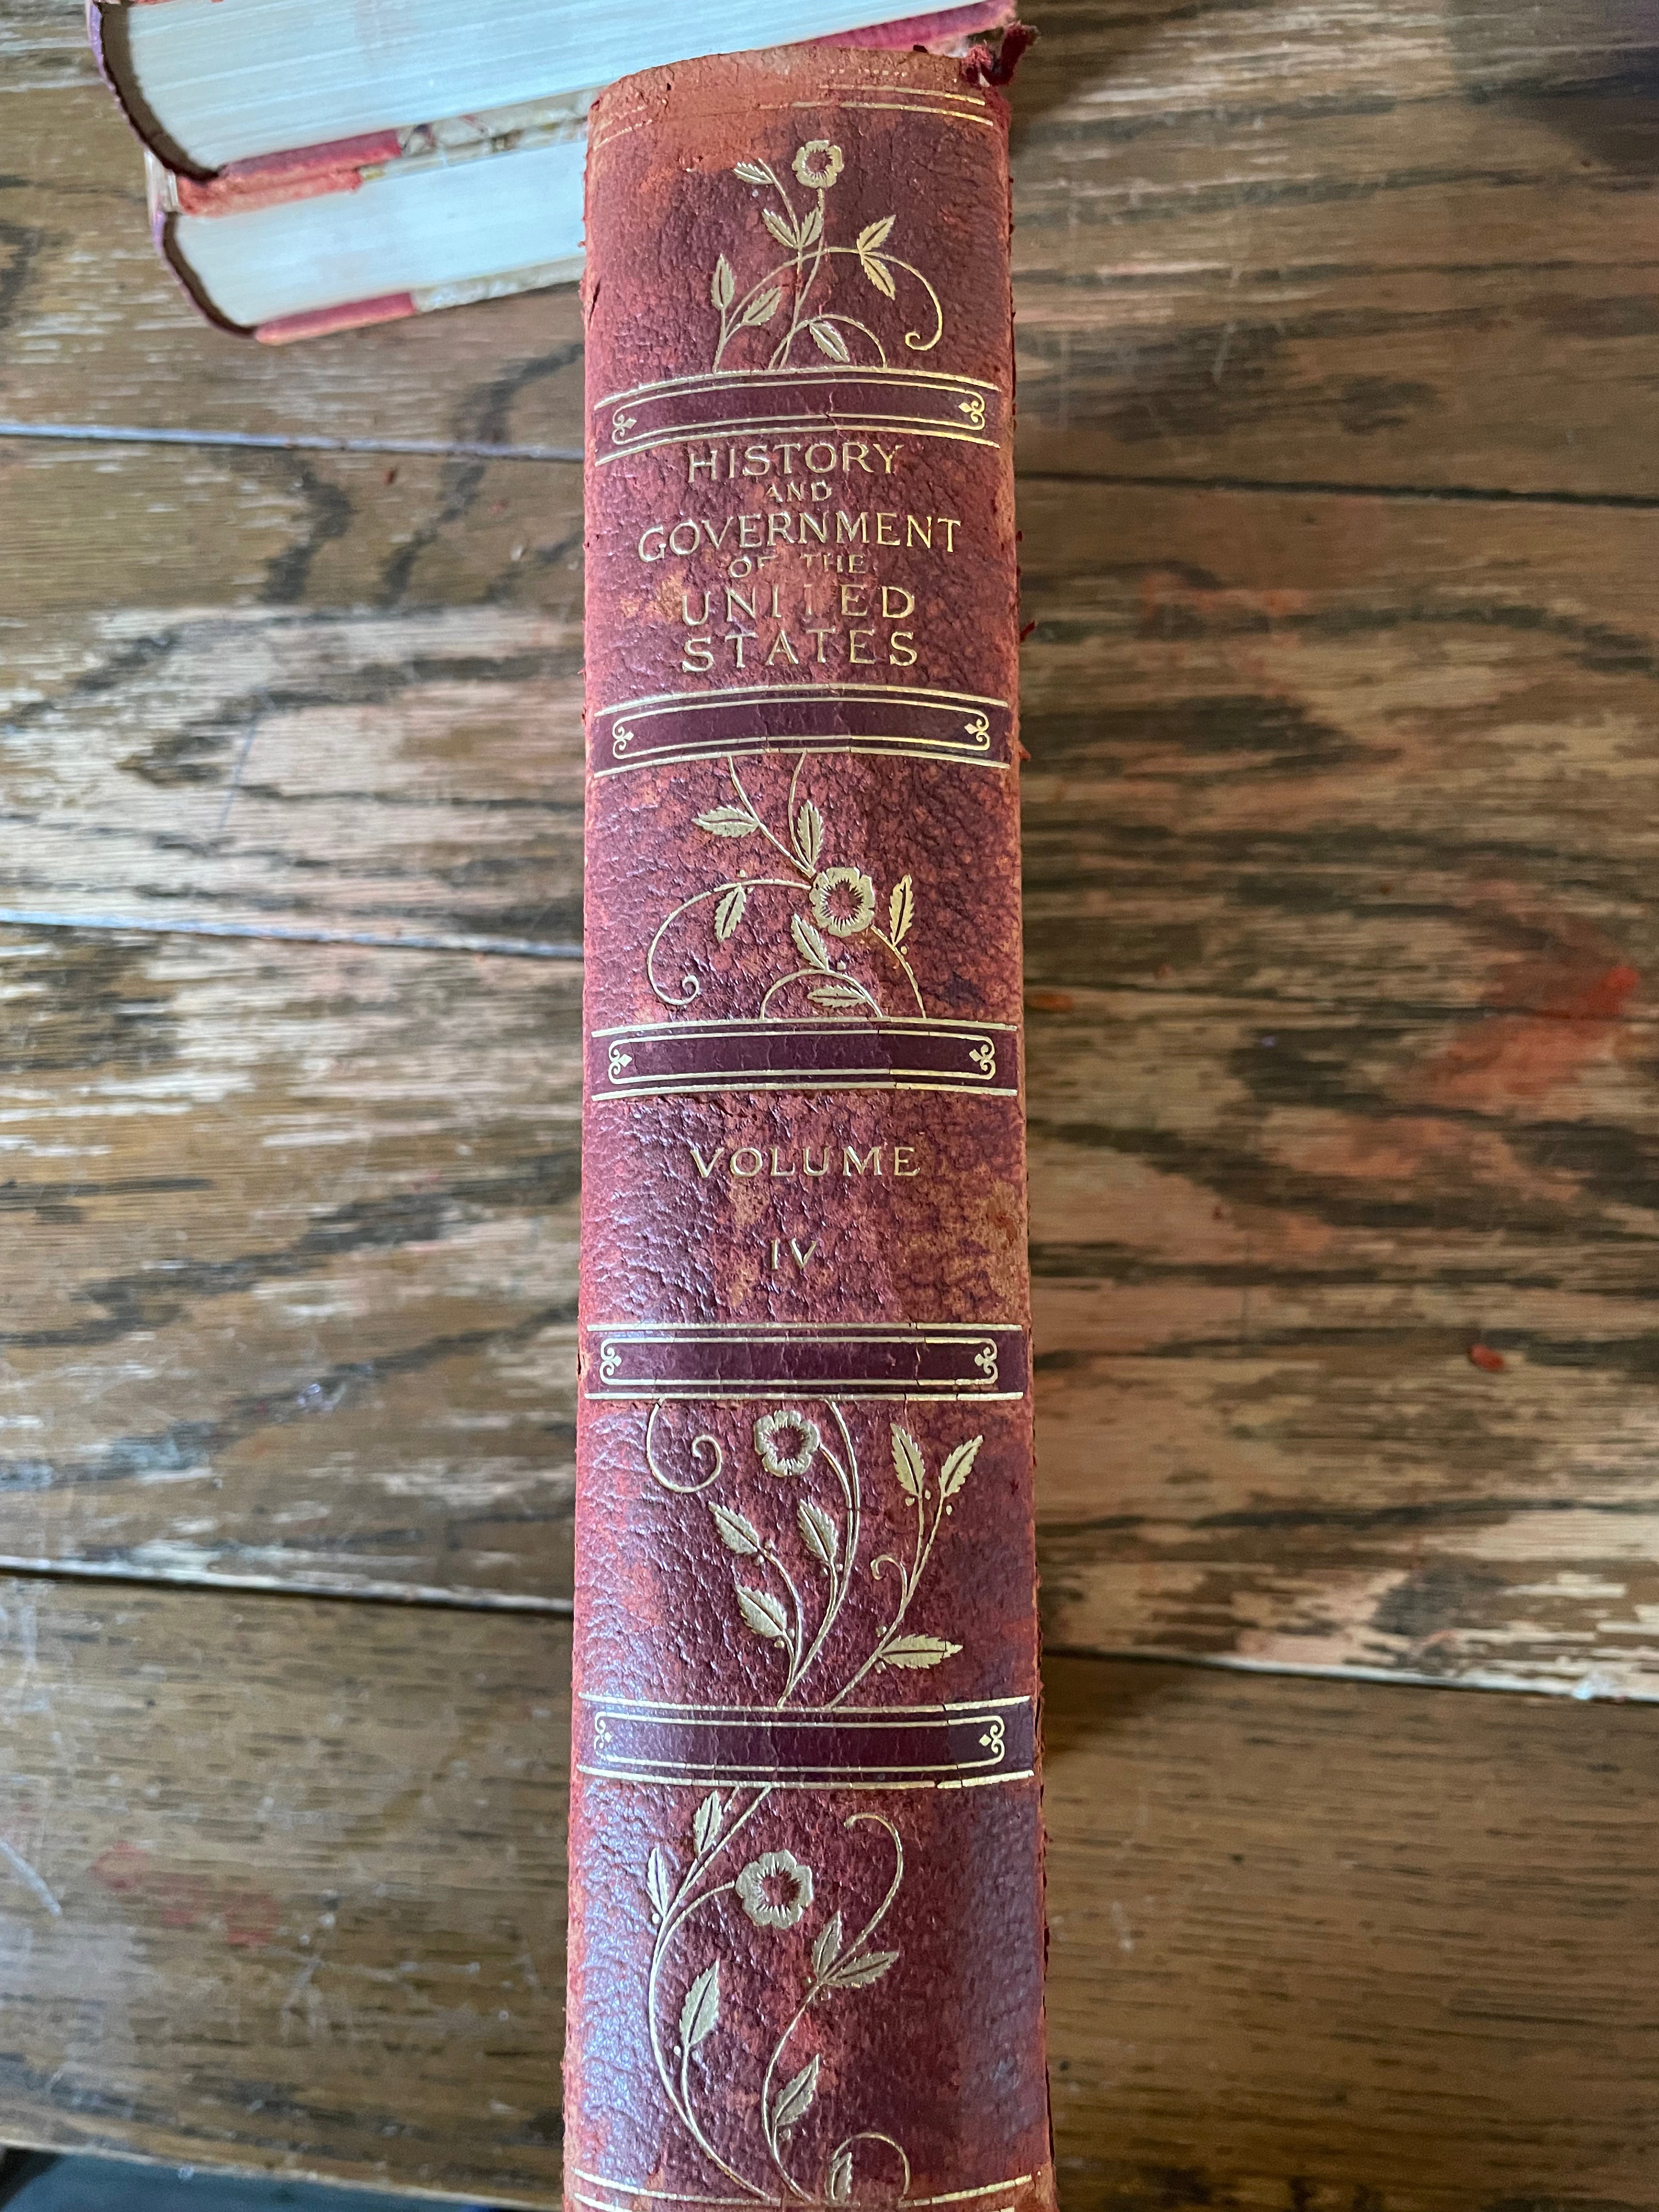 HISTORY
AND
GOVERNMENT
OF THE
UNITED
STATES
VOLUME
IV